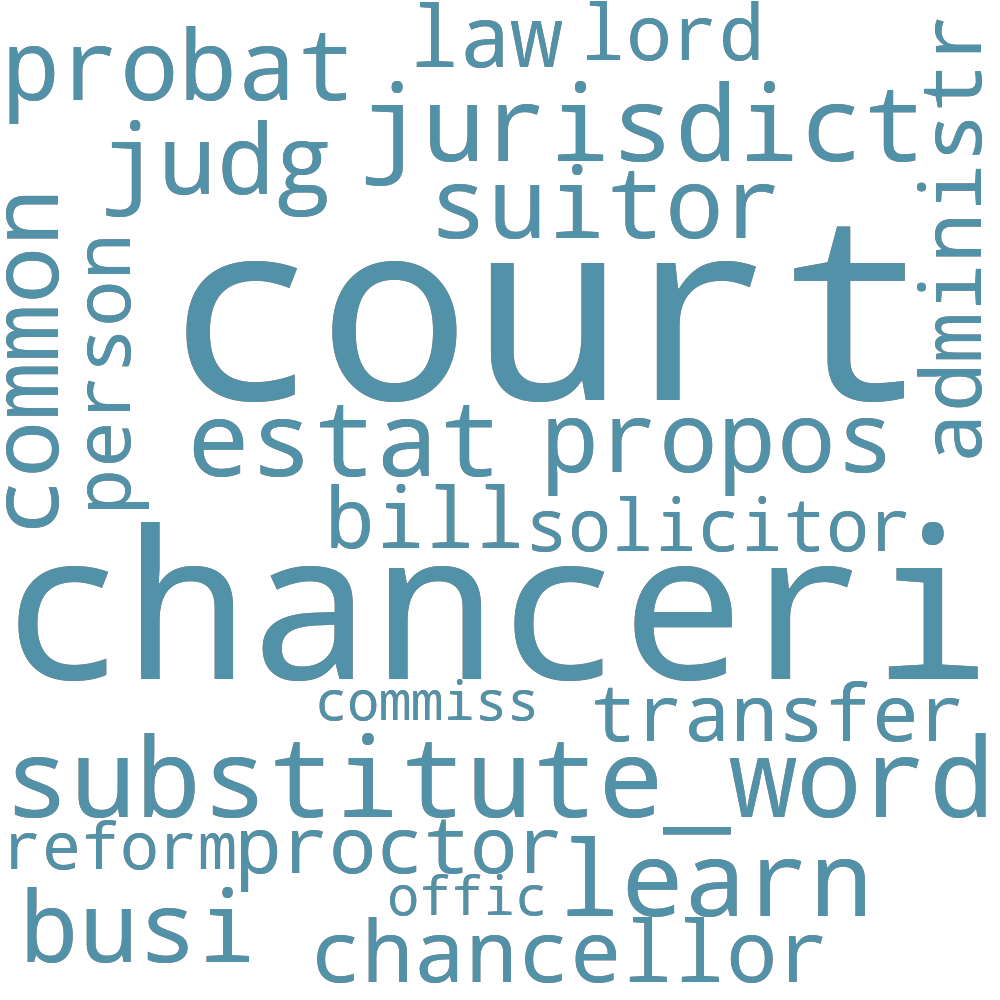 law lord
probat
jurisdict
judg
suitor
administr
common
person
court
estat propos
bill solicitor
chanceri
commiss
transfer
substitute_word
reform proctor
learn
offic
busi
chancellor